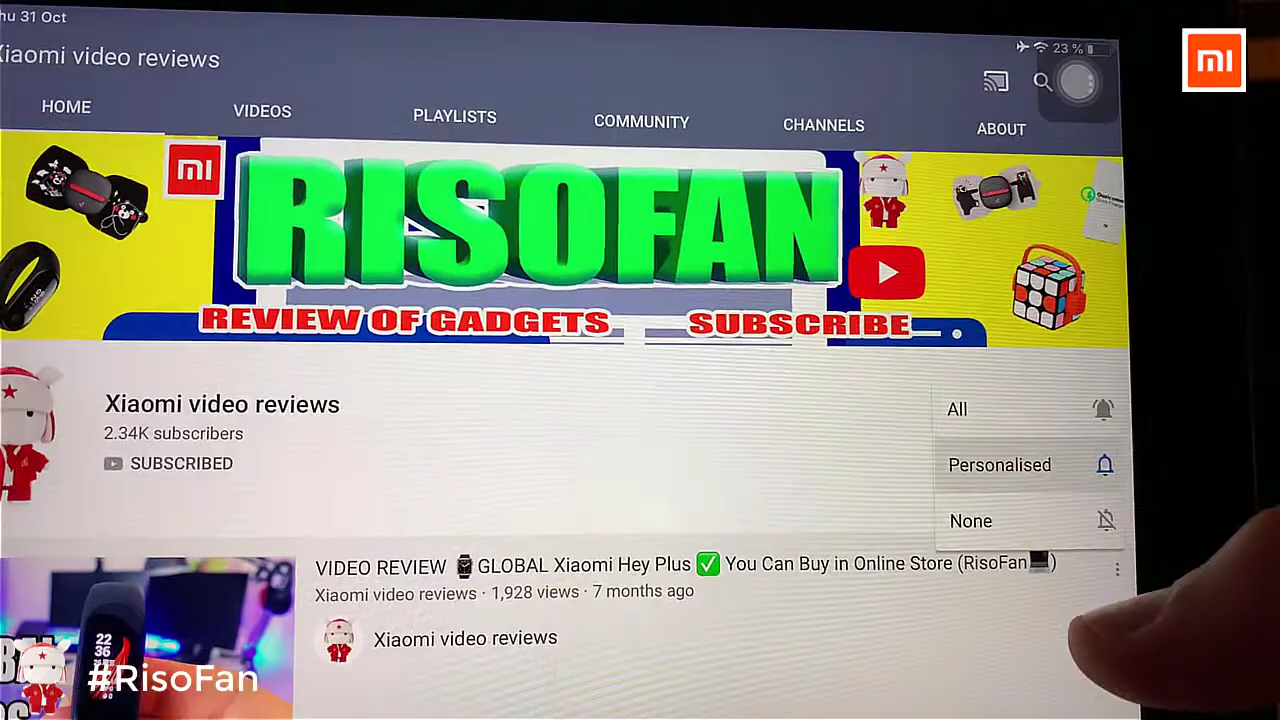 hu 31 Oct
23 %
Xiaomi video reviews
HOME VIDEOS PLAYLISTS COMMUNITY CHANNELS ABOUT
mi
mi
RISOFAN
REVIEW OF GADGETS SUBSCRIBE
Xiaomi video reviews
2.34K subscribers
SUBSCRIBED
All
Personalised
None
VIDEO REVIEW ⌚GLOBAL Xiaomi Hey Plus ✅ You Can Buy in Online Store (RisoFan💻)
Xiaomi video reviews · 1,928 views · 7 months ago
Xiaomi video reviews
22
36
#RisoFan